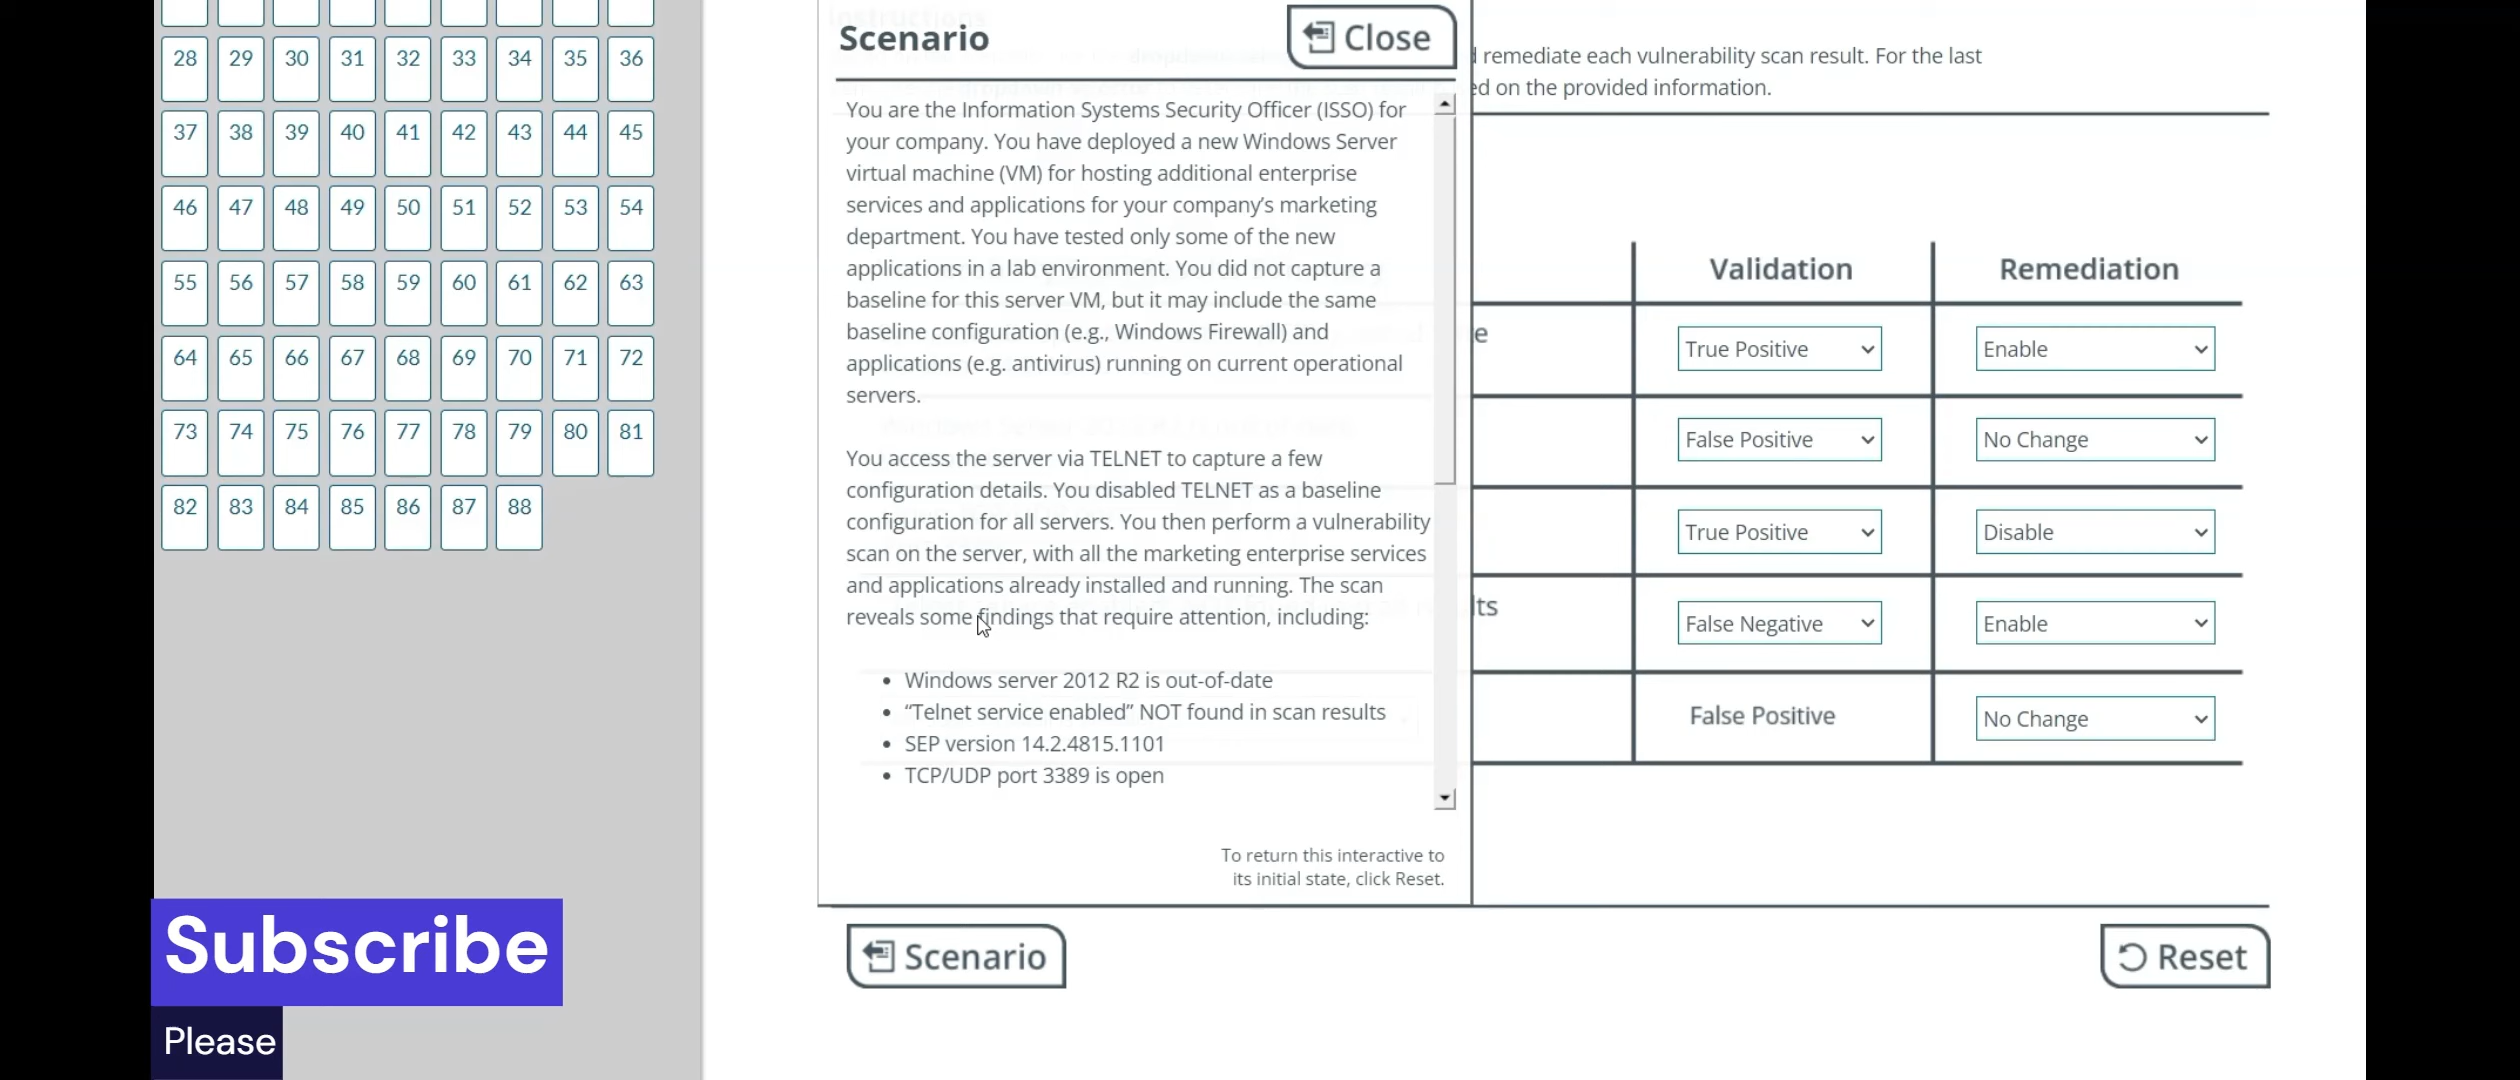 28 29 30 31 32 33 34 35 36
37 38 39 40 41 42 43 44 45
46 47 48 49 50 51 52 53 54
55 56 57 58 59 60 61 62 63
64 65 66 67 68 69 70 71 72
73 74 75 76 77 78 79 80 81
82 83 84 85 86 87 88
Subscribe
Please
Scenario
Close
You are the Information Systems Security Officer (ISSO) for
your company. You have deployed a new Windows Server
virtual machine (VM) for hosting additional enterprise
services and applications for your company’s marketing
department. You have tested only some of the new
applications in a lab environment. You did not capture a
baseline for this server VM, but it may include the same
baseline configuration (e.g., Windows Firewall) and
applications (e.g. antivirus) running on current operational
servers.
You access the server via TELNET to capture a few
configuration details. You disabled TELNET as a baseline
configuration for all servers. You then perform a vulnerability
scan on the server, with all the marketing enterprise services
and applications already installed and running. The scan
reveals some findings that require attention, including:
• Windows server 2012 R2 is out-of-date
• “Telnet service enabled” NOT found in scan results
• SEP version 14.2.4815.1101
• TCP/UDP port 3389 is open
To return this interactive to
its initial state, click Reset.
remediate each vulnerability scan result. For the last
on the provided information.
Validation Remediation
True Positive Enable
False Positive No Change
True Positive Disable
False Negative Enable
False Positive No Change
Scenario
Reset